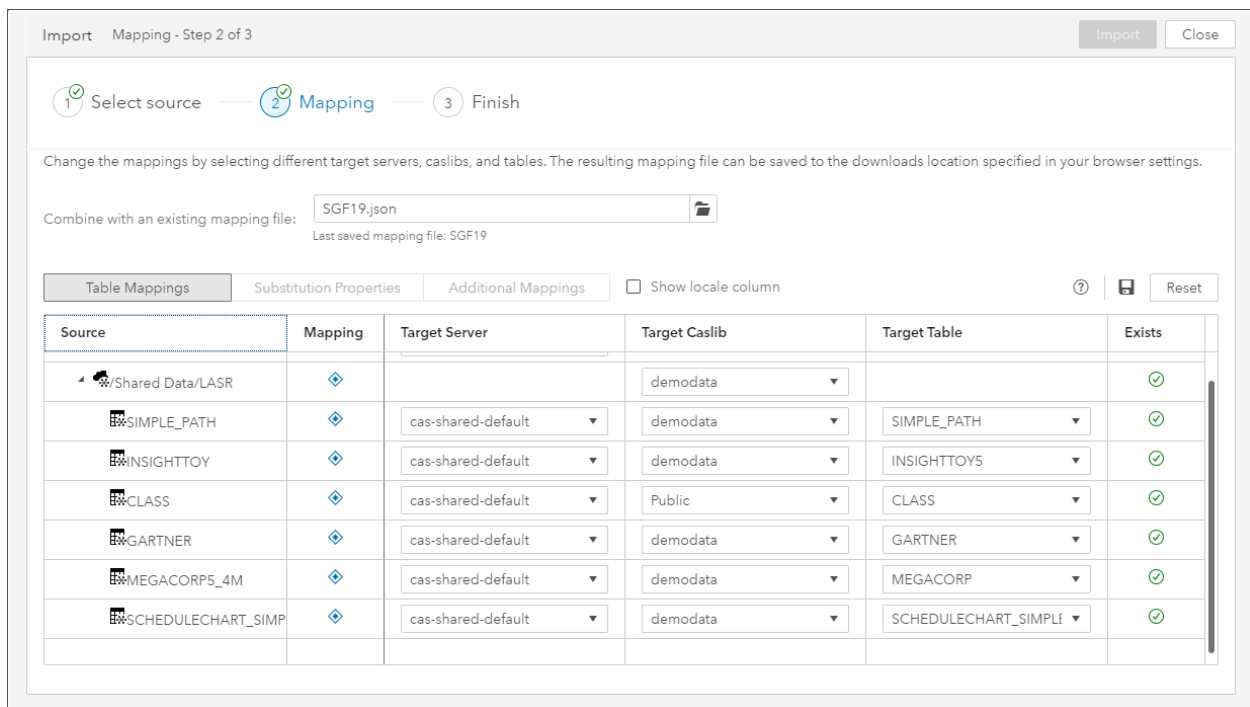 Import Mapping - Step 2 of 3 Import Close
1 Select source 2 Mapping 3 Finish
Change the mappings by selecting different target servers, caslibs, and tables. The resulting mapping file can be saved to the downloads location specified in your browser settings.
Combine with an existing mapping file: SGF19.json
Last saved mapping file: SGF19
Table Mappings Substitution Properties Additional Mappings Show locale column ? Reset
Source Mapping Target Server Target Caslib Target Table Exists
/Shared Data/LASR demodata
SIMPLE_PATH cas-shared-default demodata SIMPLE_PATH
INSIGHTTOY cas-shared-default demodata INSIGHTTOY5
CLASS cas-shared-default Public CLASS
GARTNER cas-shared-default demodata GARTNER
MEGACORP5_4M cas-shared-default demodata MEGACORP
SCHEDULECHART_SIMP cas-shared-default demodata SCHEDULECHART_SIMPLE